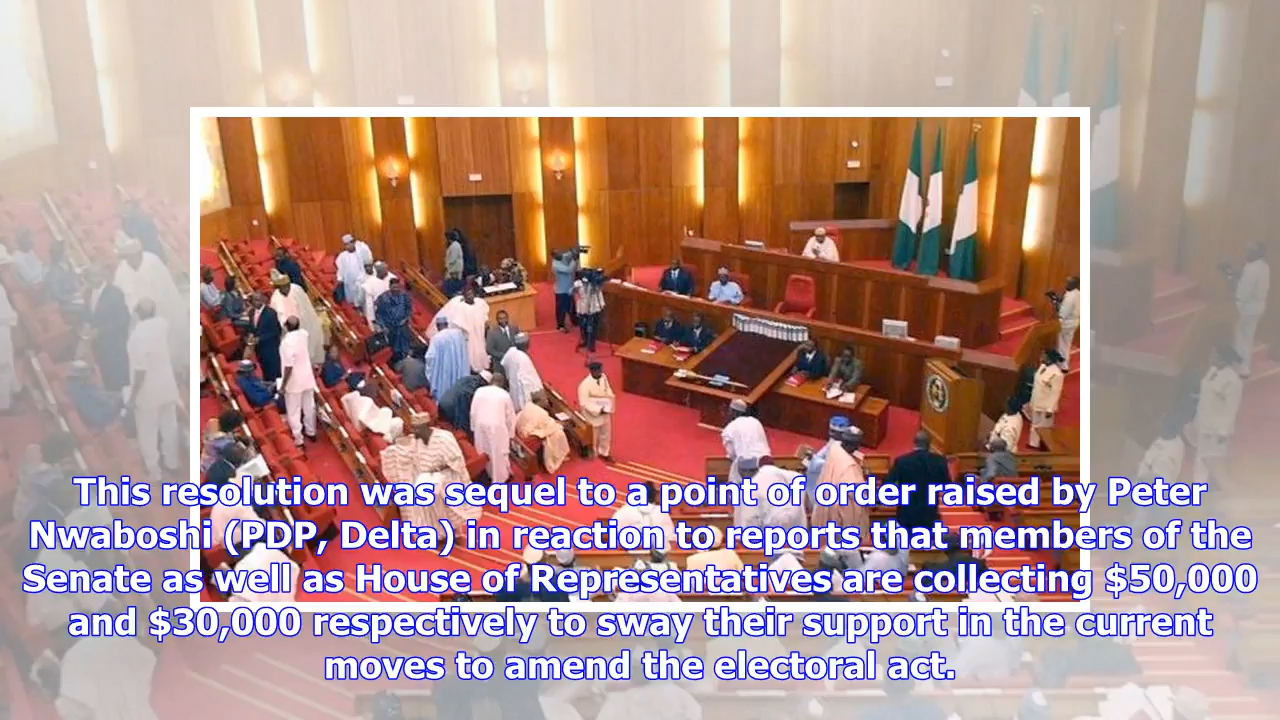 This resolution was sequel to a point of order raised by Peter
Nwaboshi (PDP, Delta) in reaction to reports that members of the
Senate as well as House of Representatives are collecting $50,000
and $30,000 respectively to sway their support in the current
moves to amend the electoral act.